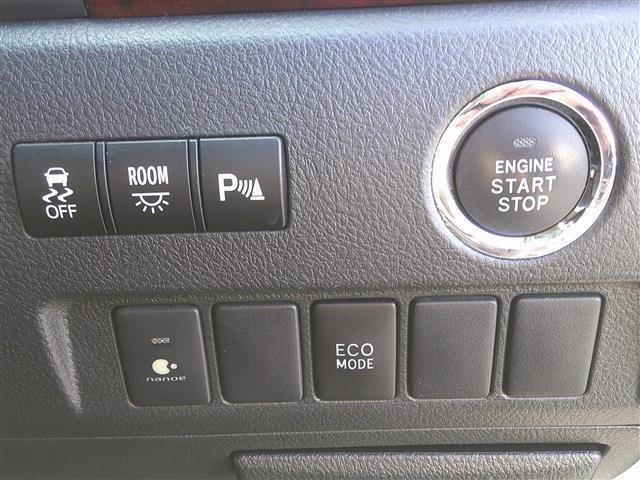 OFF
ROOM
P
ENGINE
START
STOP
nanoe
ECO
MODE